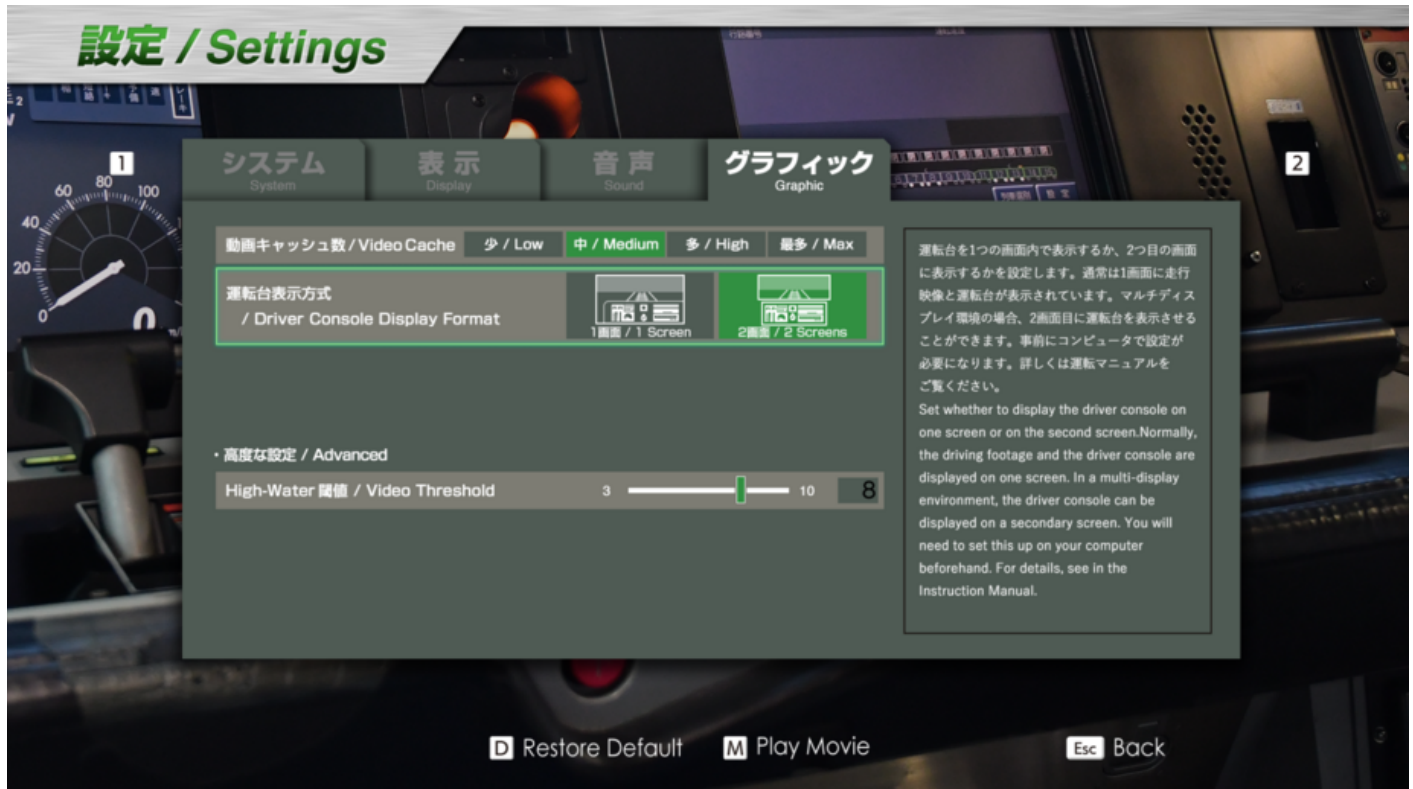 設定 / Settings
1
2
システム
System
表示
Display
音声
Sound
グラフィック
Graphic
動画キャッシュ数 / Video Cache
少 / Low
中 / Medium
多 / High
最多 / Max
運転台表示方式
/ Driver Console Display Format
1画面 / 1 Screen
2画面 / 2 Screens
・高度な設定 / Advanced
High-Water 閾値 / Video Threshold
3
10
8
運転台を1つの画面内で表示するか、2つ目の画面
に表示するかを設定します。通常は1画面に走行
映像と運転台が表示されています。マルチディス
プレイ環境の場合、2画面目に運転台を表示させる
ことができます。事前にコンピュータで設定が
必要になります。詳しくは運転マニュアルを
ご覧ください。
Set whether to display the driver console on
one screen or on the second screen.Normally,
the driving footage and the driver console are
displayed on one screen. In a multi-display
environment, the driver console can be
displayed on a secondary screen. You will
need to set this up on your computer
beforehand. For details, see in the
Instruction Manual.
0
20
40
60
80
100
0
D Restore Default
M Play Movie
Esc Back